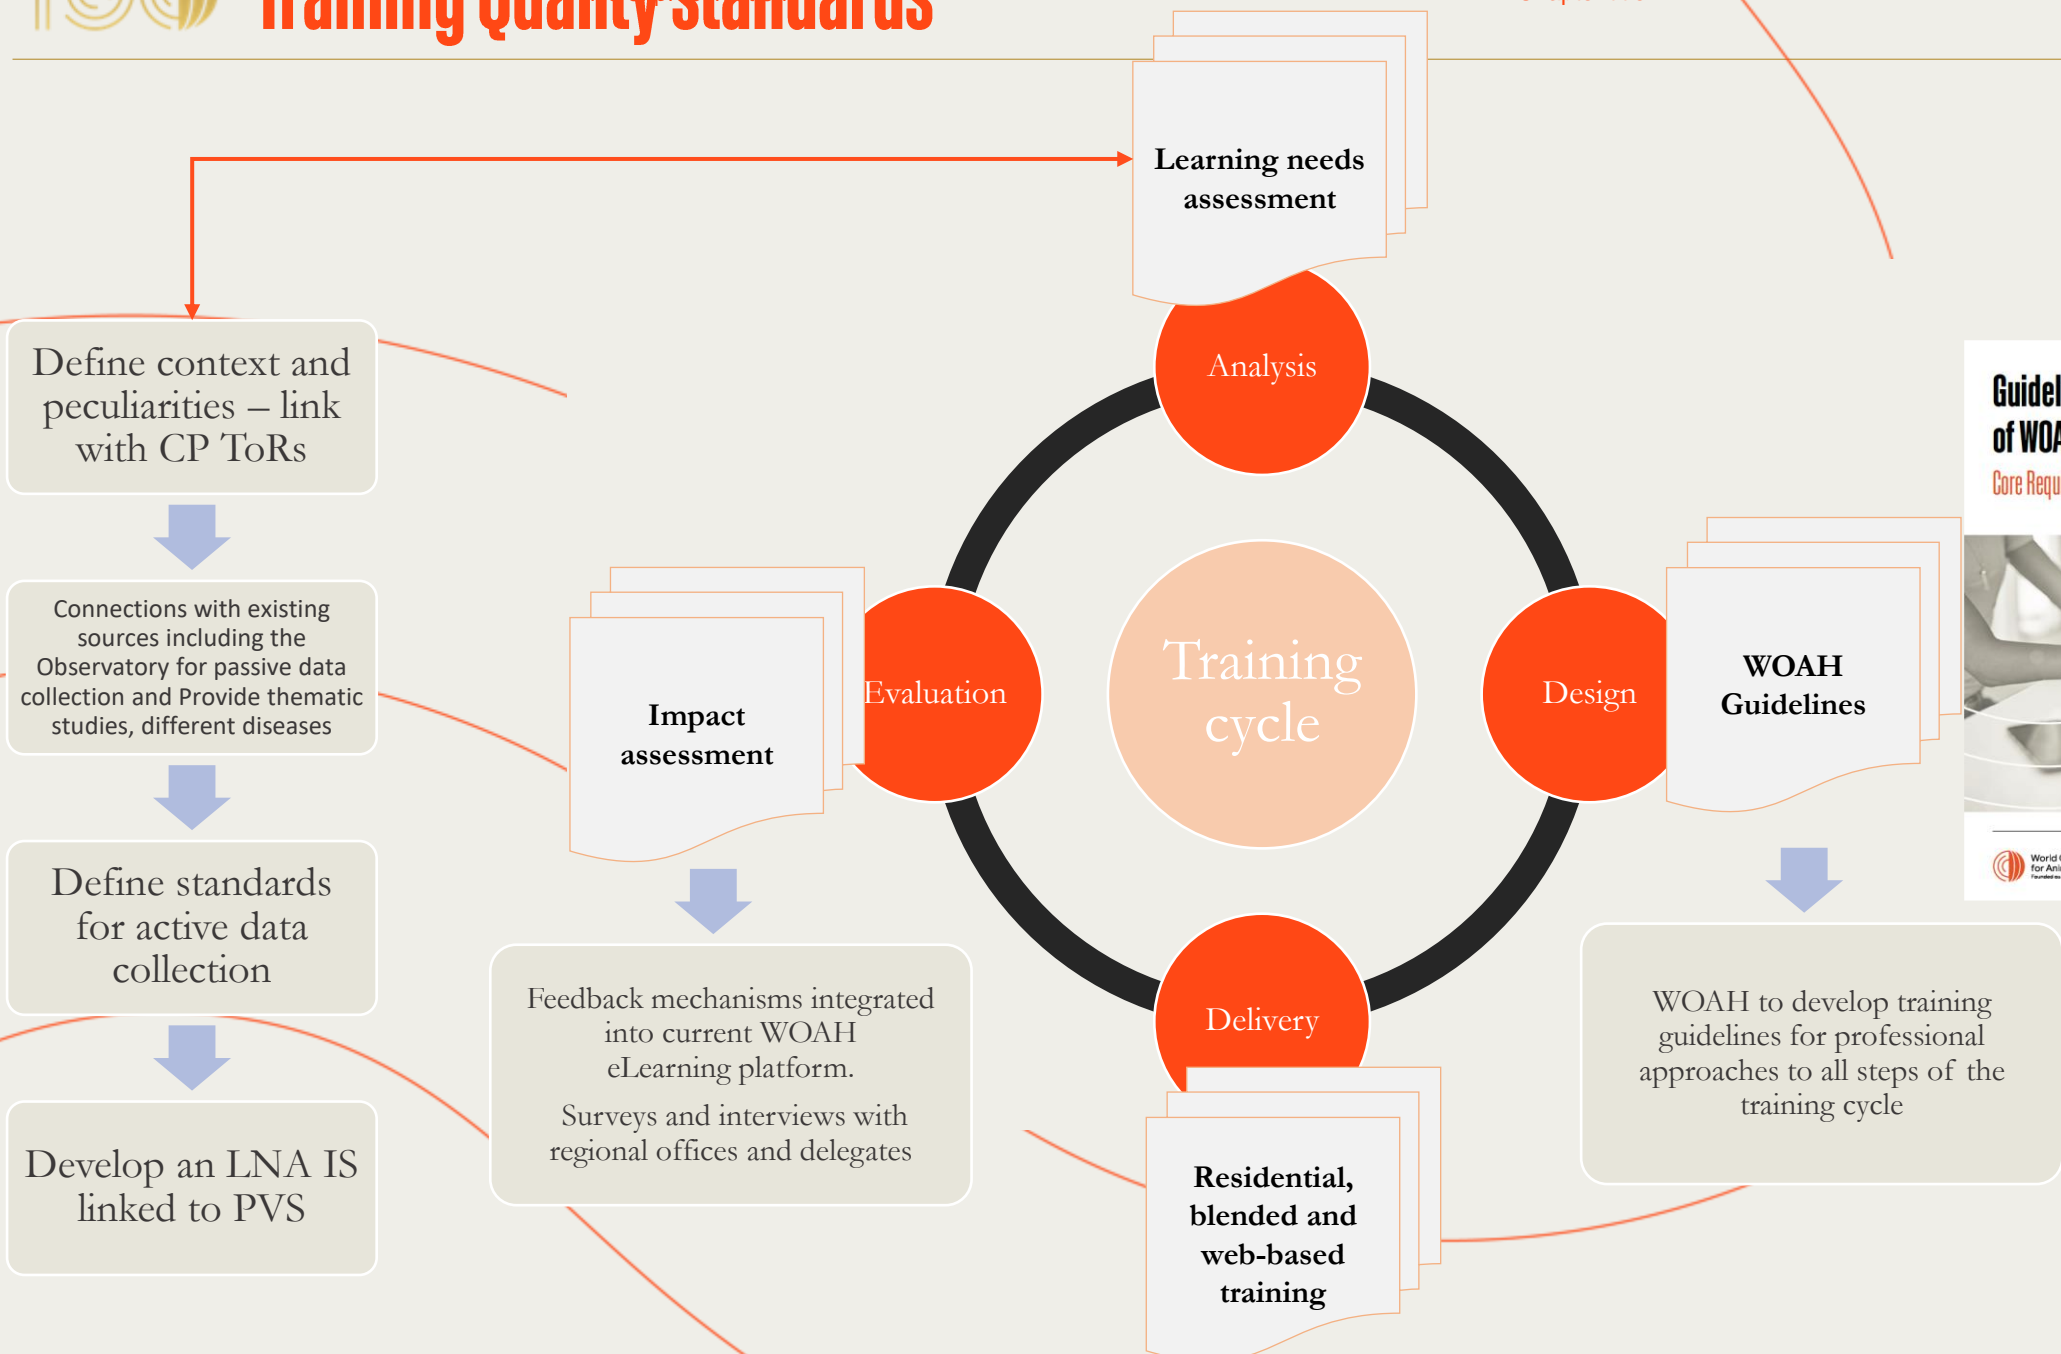 Training Quality standards
Learning needs
assessment
Define context and
peculiarities – link
with CP ToRs
Connections with existing
sources including the
Observatory for passive data
collection and Provide thematic
studies, different diseases
Define standards
for active data
collection
Develop an LNA IS
linked to PVS
Analysis
Training
cycle
Evaluation
Impact
assessment
Feedback mechanisms integrated
into current WOAH
eLearning platform.
Surveys and interviews with
regional offices and delegates
Design
WOAH
Guidelines
WOAH to develop training
guidelines for professional
approaches to all steps of the
training cycle
Delivery
Residential,
blended and
web-based
training
of
Core
World
for